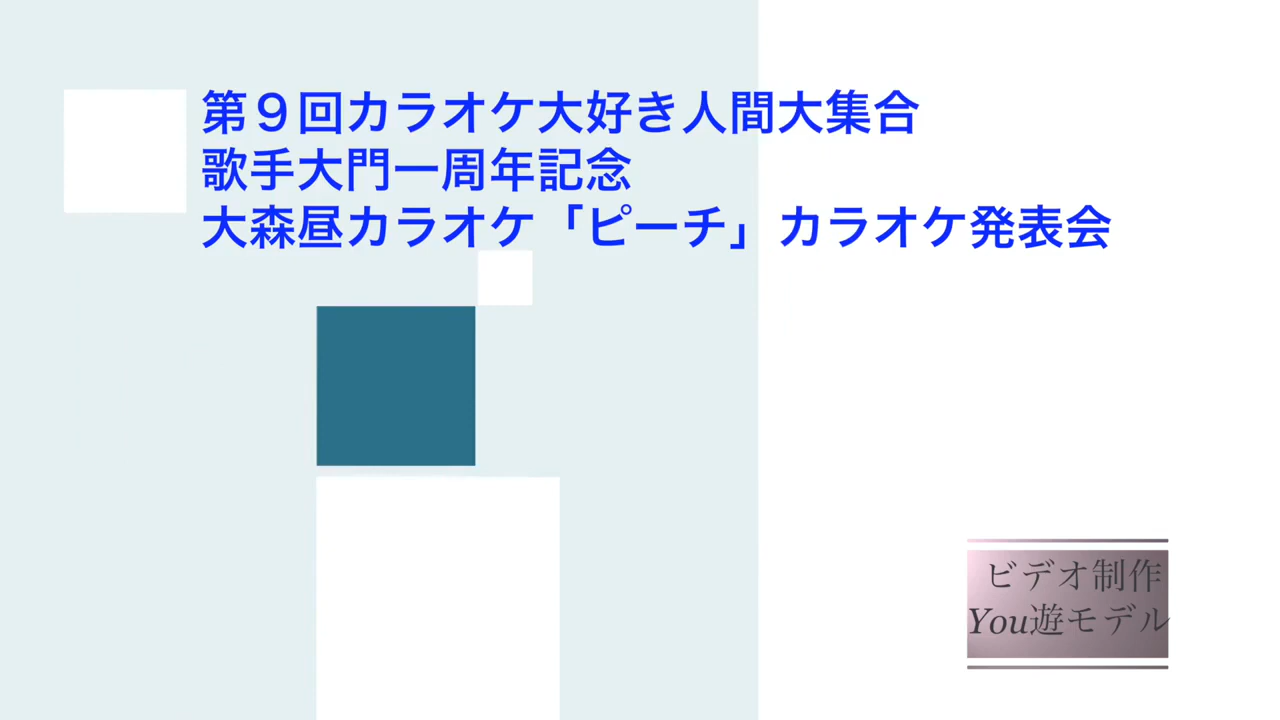 第９回カラオケ大好き人間大集合
歌手大門一周年記念
大森昼カラオケ「ピーチ」カラオケ発表会
ビデオ制作
You遊モデル